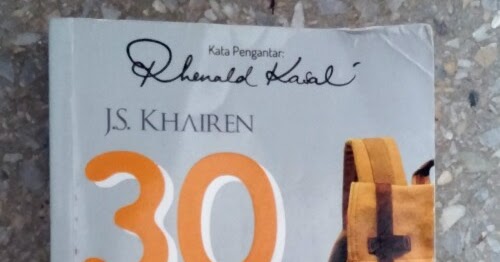 Kata Pengantar:
Rhenald Kasali
J.S. KHAIREN
30